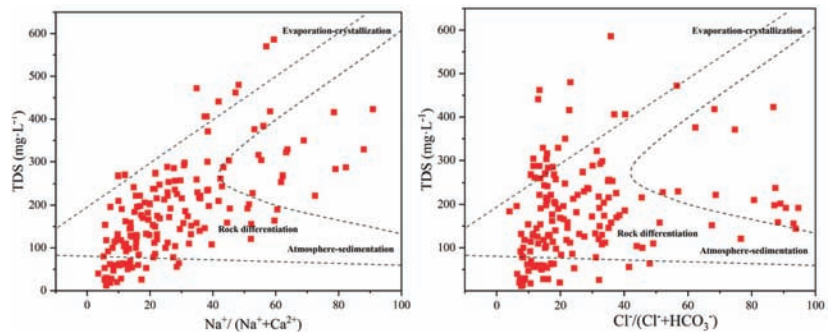 600
500
400
300
200
100
0
TDS (mg·L⁻¹)
Evaporation-crystallization
Rock differentiation
Atmosphere-sedimentation
0 20 40 60 80 100
Na⁺/ (Na⁺+Ca²⁺)
600
500
400
300
200
100
0
TDS (mg·L⁻¹)
Evaporation-crystallization
Rock differentiation
Atmosphere-sedimentation
0 20 40 60 80 100
Cl⁻/(Cl⁻+HCO₃⁻)